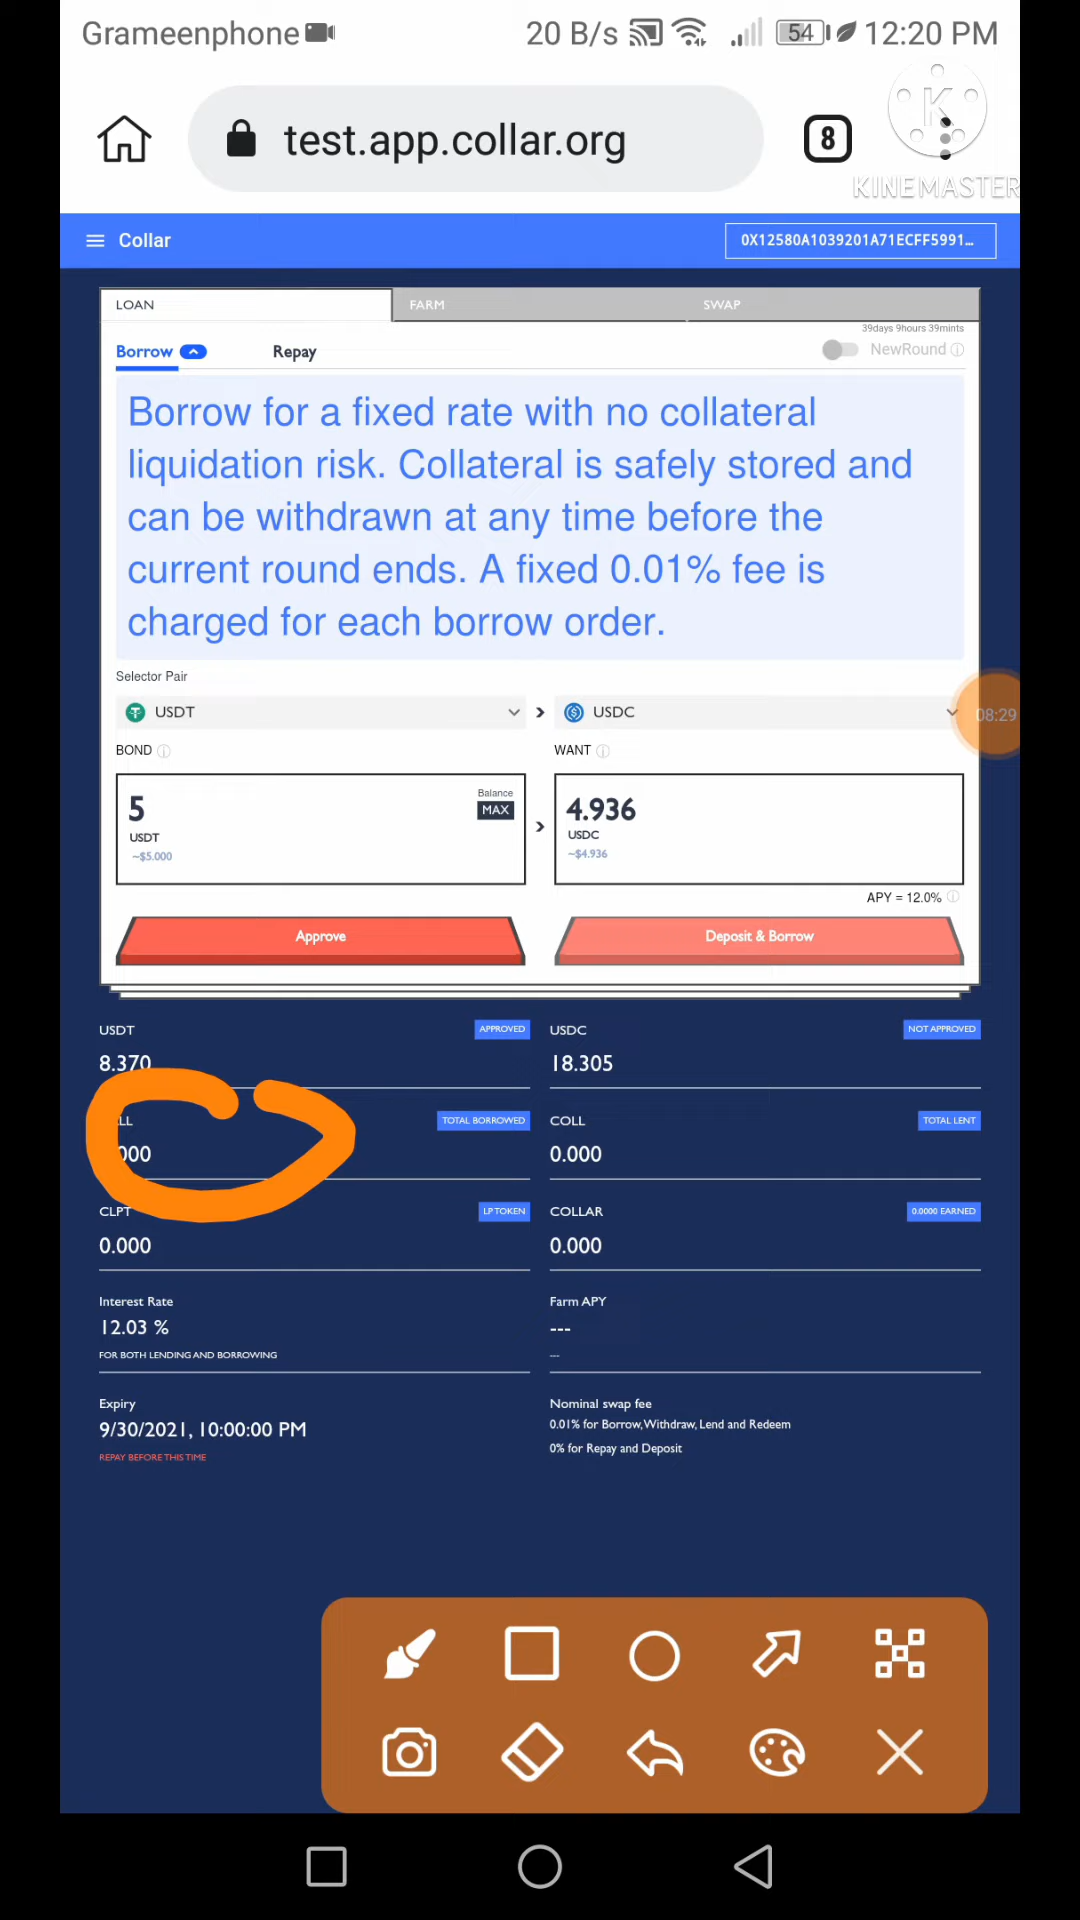 Grameenphone 20 B/s 54 12:20 PM
test.app.collar.org 8
K
KINEMASTER
Collar 0X12580A1039201A71ECFF5991...
LOAN FARM SWAP
39days 9hours 39mints
Borrow Repay NewRound
Borrow for a fixed rate with no collateral
liquidation risk. Collateral is safely stored and
can be withdrawn at any time before the
current round ends. A fixed 0.01% fee is
charged for each borrow order.
Selector Pair
USDT > USDC
08:29
BOND WANT
5 Balance 4.936
MAX
USDT > USDC
~$5.000 ~$4.936
APY = 12.0%
Approve Deposit & Borrow
USDT APPROVED USDC NOT APPROVED
8.370 18.305
TOTAL BORROWED COLL TOTAL LENT
000 0.000
CLPT LP TOKEN COLLAR 0.0000 EARNED
0.000 0.000
Interest Rate Farm APY
12.03 % ---
FOR BOTH LENDING AND BORROWING ---
Expiry Nominal swap fee
9/30/2021, 10:00:00 PM 0.01% for Borrow, Withdraw, Lend and Redeem
REPAY BEFORE THIS TIME 0% for Repay and Deposit